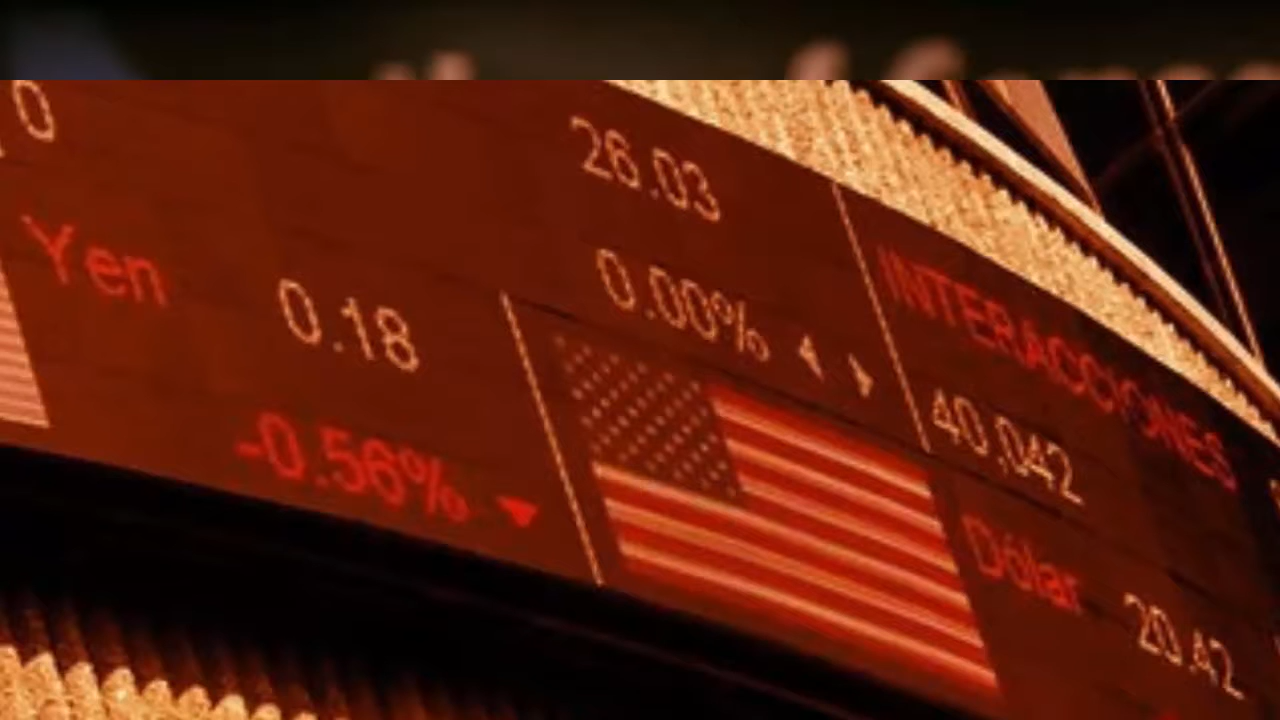 0
26.03
0.00%
INTERACCIONES
40,042
Yen
0.18
-0.56%
Dólar
20.42